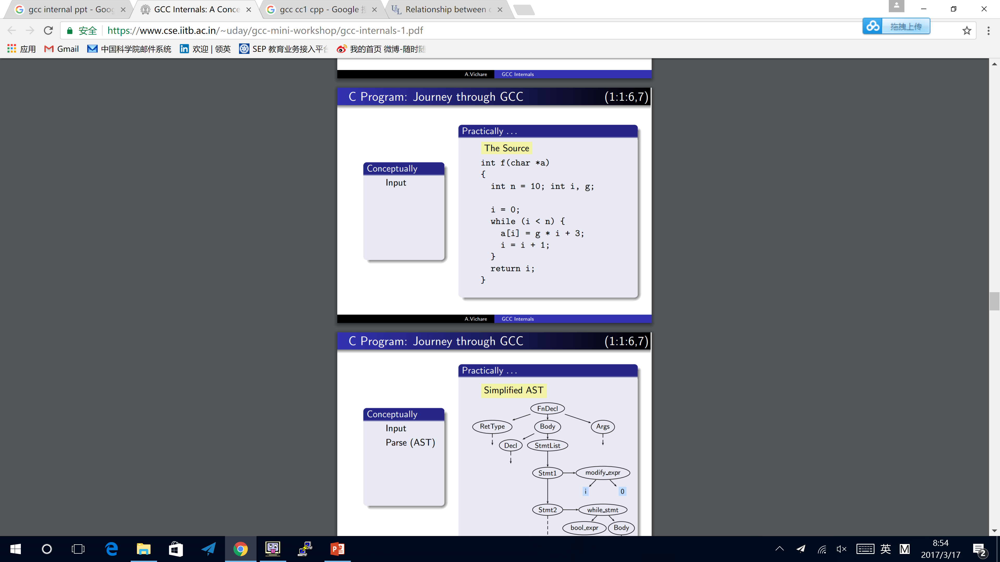 gcc internal ppt - Goog
GCC Internals: A Conce
gcc cc1 cpp - Google
Relationship between
安全
https://www.cse.iitb.ac.in/~uday/gcc-mini-workshop/gcc-internals-1.pdf
拖拽上传
应用
Gmail
中国科学院邮件系统
欢迎 | 领英
SEP 教育业务接入平台
我的首页 微博-随时随
A.Vichare
GCC Internals
C Program: Journey through GCC
(1:1:6,7)
Conceptually
Input
Practically . . .
The Source
int f(char *a)
{
int n = 10; int i, g;
i = 0;
while (i < n) {
a[i] = g * i + 3;
i = i + 1;
}
return i;
}
A.Vichare
GCC Internals
C Program: Journey through GCC
(1:1:6,7)
Conceptually
Input
Parse (AST)
Practically . . .
Simplified AST
FnDecl
RetType
Body
Args
Decl
StmtList
Stmt1
modify_expr
i
0
Stmt2
while_stmt
bool_expr
Body
英
M
8:54
2017/3/17
2